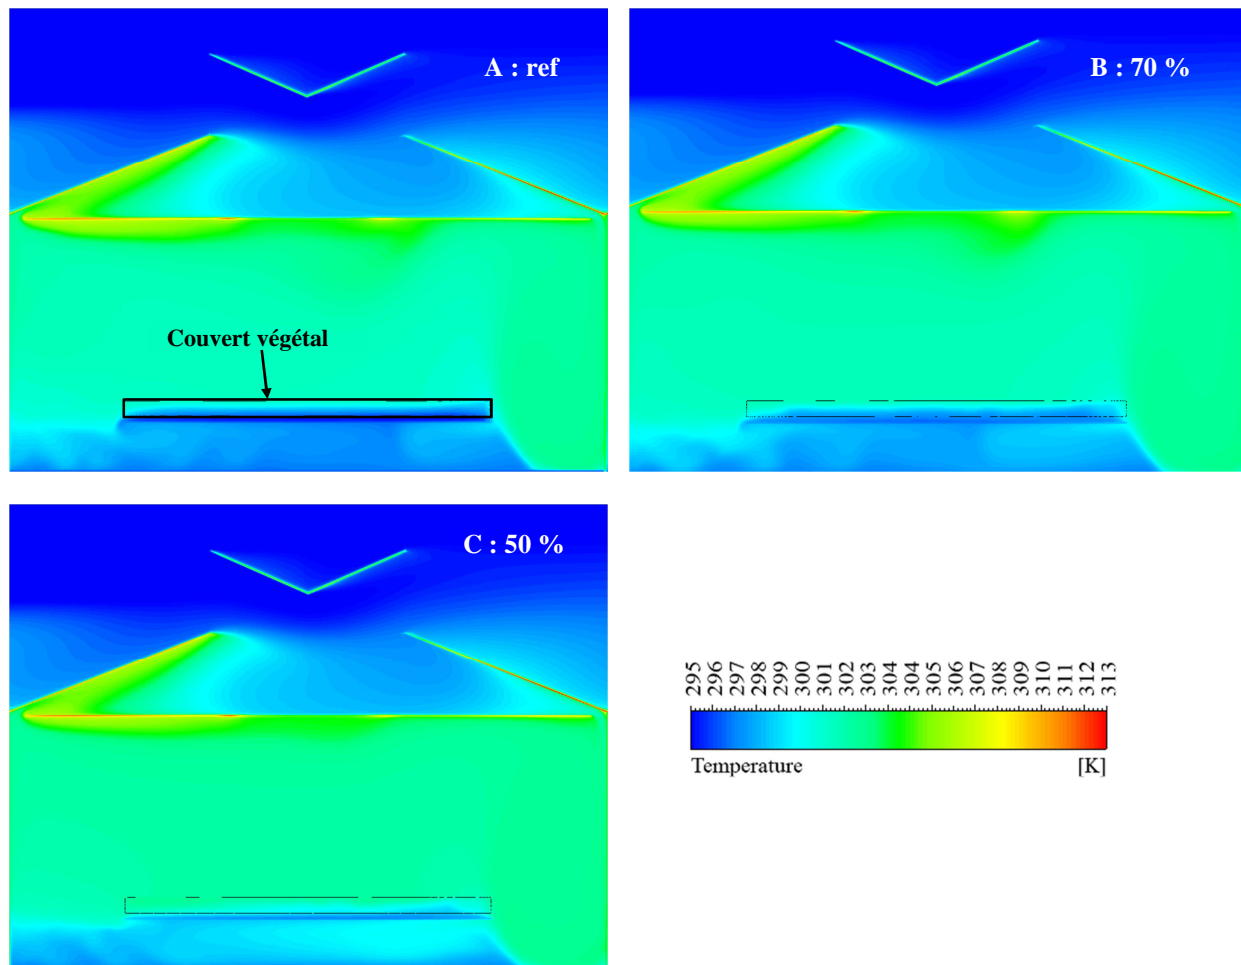 A : ref
B : 70 %
Couvert végétal
C : 50 %
295 296 297 298 299 300 301 302 303 304 304 305 306 307 308 309 310 311 312 313
Temperature [K]